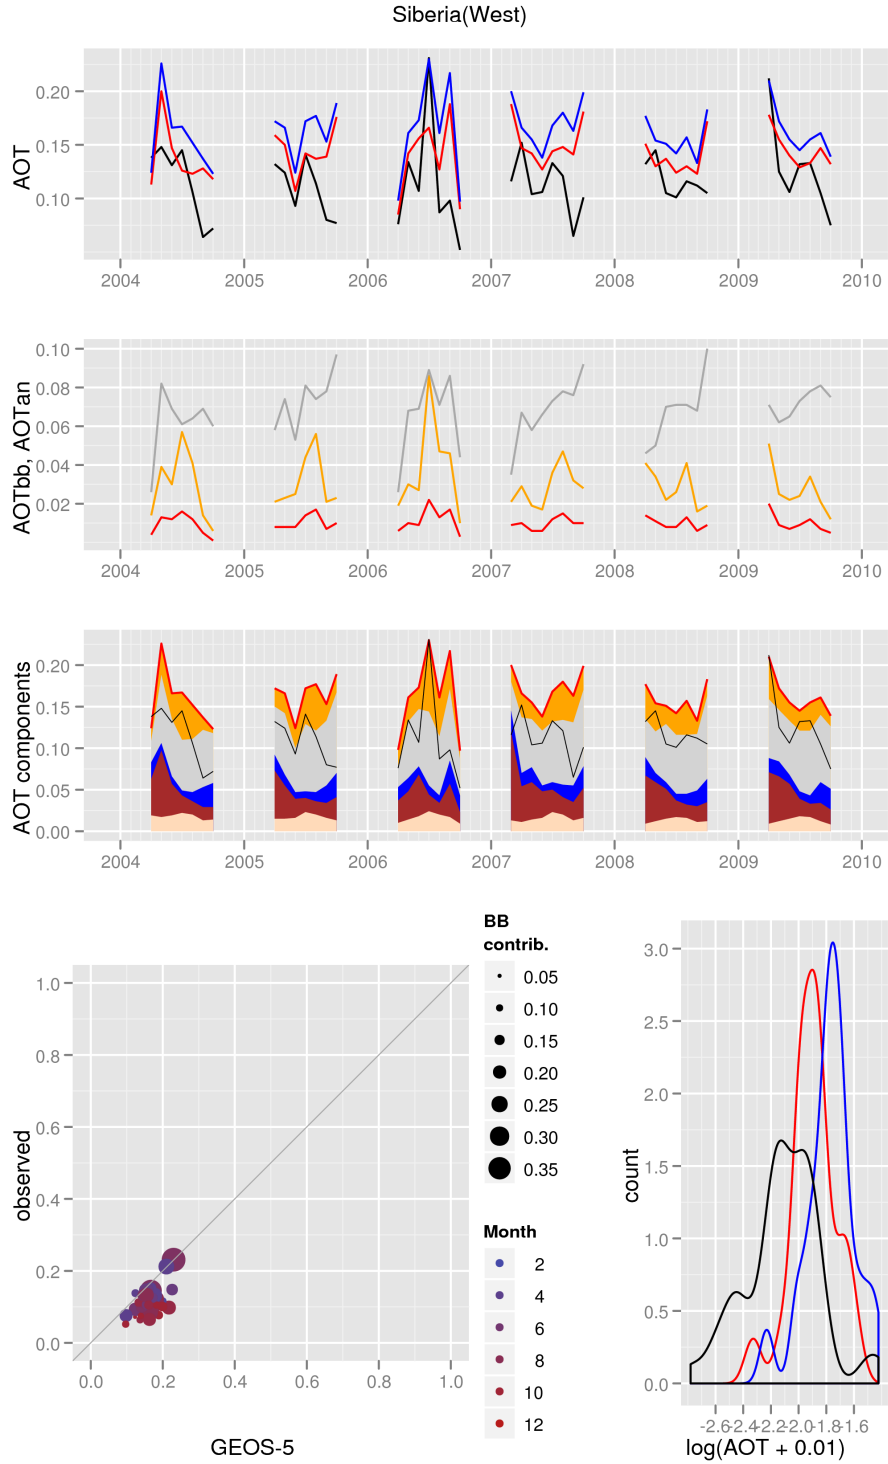 Siberia(West)
AOT
0.20
0.15
0.10
2004 2005 2006 2007 2008 2009 2010
AOTbb, AOTan
0.10
0.08
0.06
0.04
0.02
2004 2005 2006 2007 2008 2009 2010
AOT components
0.20
0.15
0.10
0.05
0.00
2004 2005 2006 2007 2008 2009 2010
observed
1.0
0.8
0.6
0.4
0.2
0.0
0.0 0.2 0.4 0.6 0.8 1.0
GEOS-5
BB
contrib.
0.05
0.10
0.15
0.20
0.25
0.30
0.35
Month
2
4
6
8
10
12
count
3.0
2.5
2.0
1.5
1.0
0.5
0.0
-2.6 -2.4 -2.2 -2.0 -1.8 -1.6
log(AOT + 0.01)